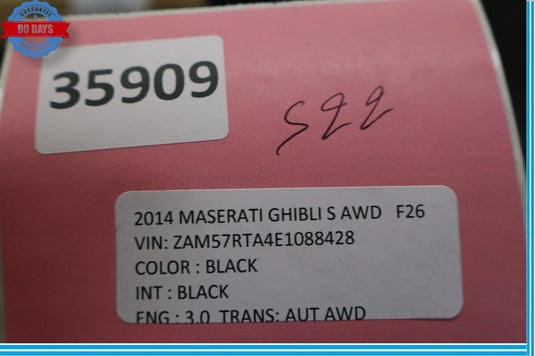 GUARANTEE
90 DAYS
35909
S22
2014 MASERATI GHIBLI S AWD F26
VIN: ZAM57RTA4E1088428
COLOR : BLACK
INT : BLACK
ENG : 3.0 TRANS: AUT AWD